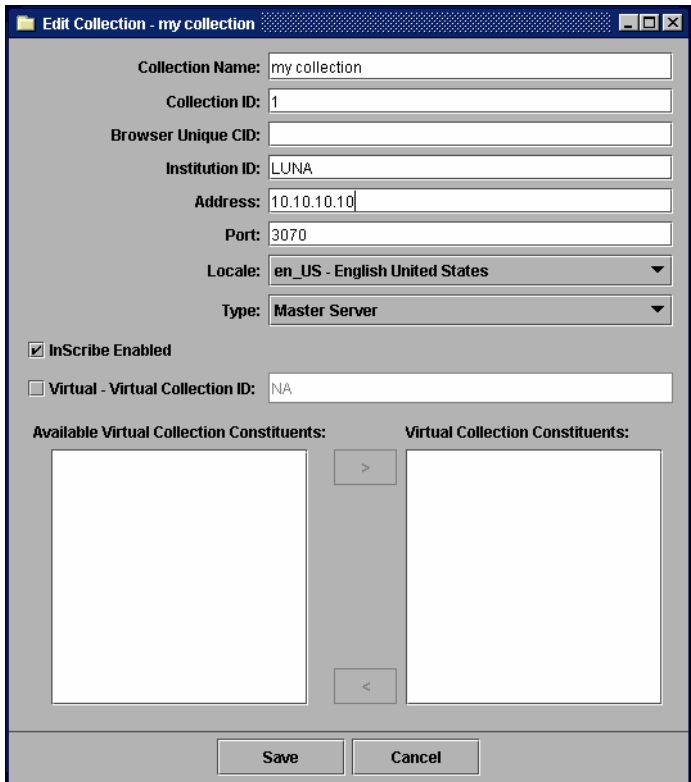 Edit Collection - my collection
Collection Name: my collection
Collection ID: 1
Browser Unique CID:
Institution ID: LUNA
Address: 10.10.10.10
Port: 3070
Locale: en_US - English United States
Type: Master Server
InScribe Enabled
Virtual - Virtual Collection ID: NA
Available Virtual Collection Constituents: Virtual Collection Constituents:
>
<
Save Cancel